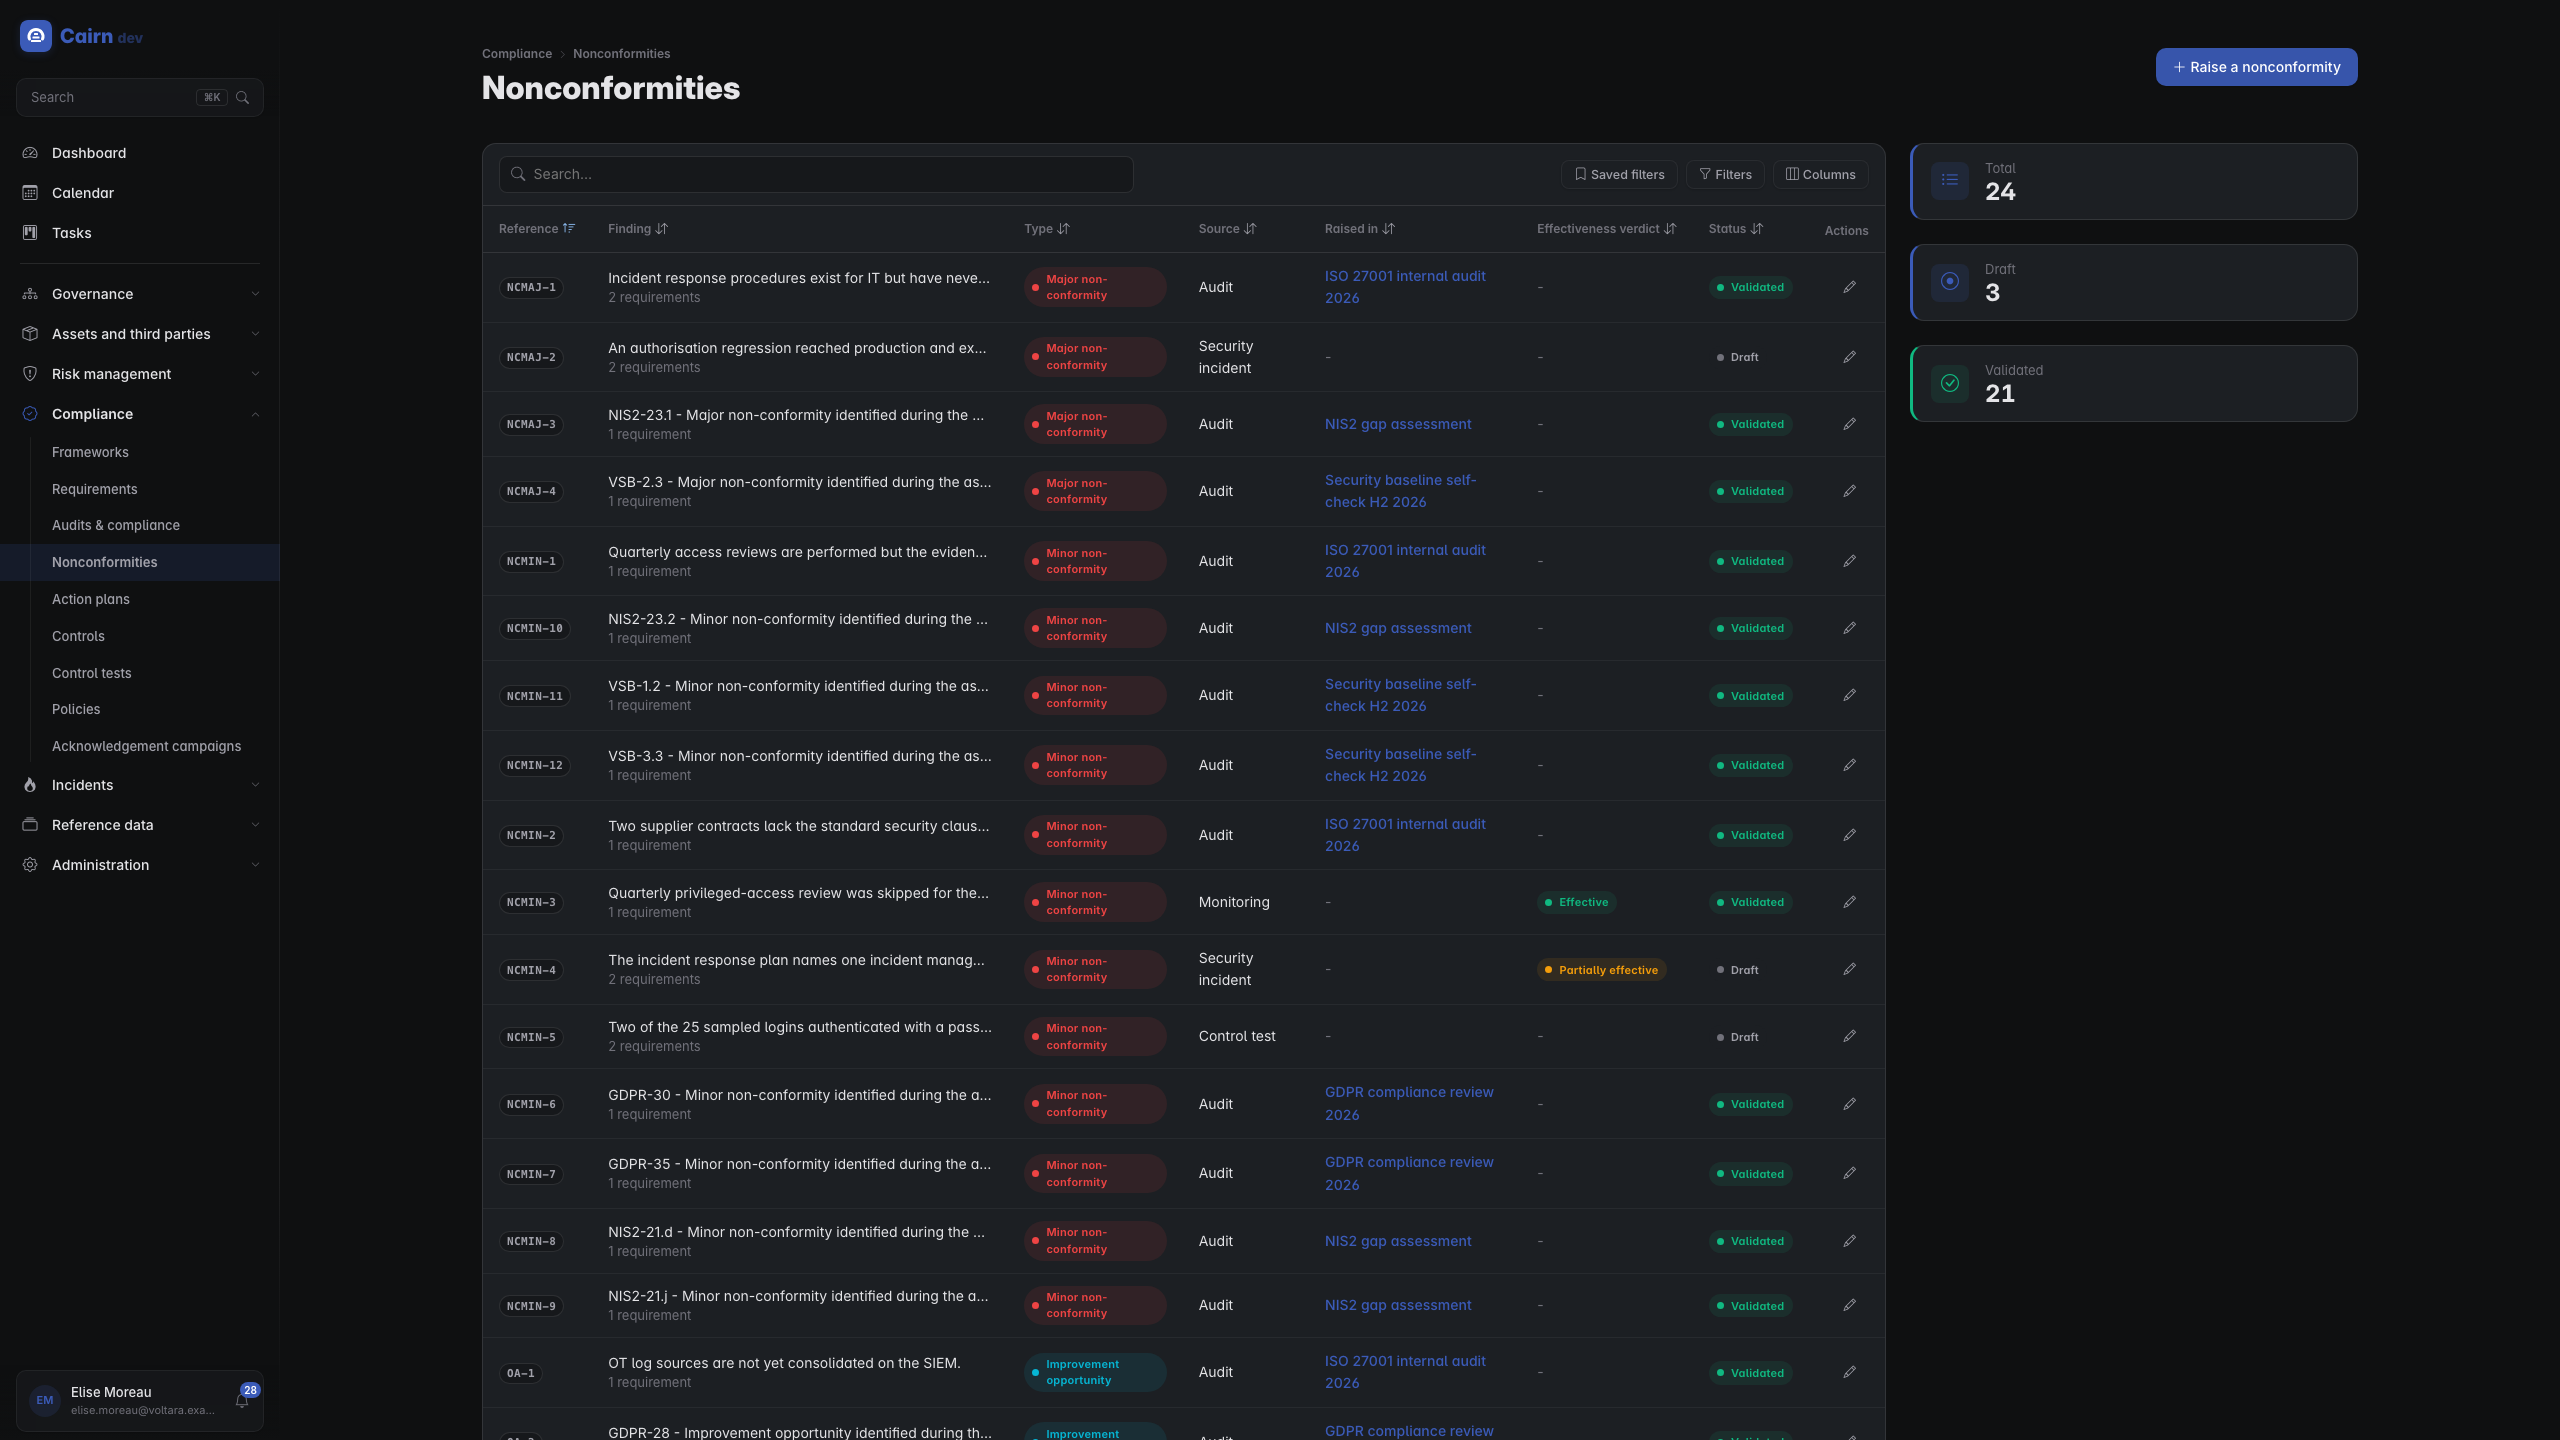 Cairn dev
Search ⌘K
Dashboard
Calendar
Tasks
Governance
Assets and third parties
Risk management
Compliance
Frameworks
Requirements
Audits & compliance
Nonconformities
Action plans
Controls
Control tests
Policies
Acknowledgement campaigns
Incidents
Reference data
Administration
EM
Elise Moreau
elise.moreau@voltara.exa...
28
Compliance > Nonconformities
Nonconformities
+ Raise a nonconformity
Search...
Saved filters
Filters
Columns
Reference Finding Type Source Raised in Effectiveness verdict Status Actions
NCMAJ-1 Incident response procedures exist for IT but have neve... 2 requirements Major non-conformity Audit ISO 27001 internal audit 2026 - Validated
NCMAJ-2 An authorisation regression reached production and ex... 2 requirements Major non-conformity Security incident - - Draft
NCMAJ-3 NIS2-23.1 - Major non-conformity identified during the ... 1 requirement Major non-conformity Audit NIS2 gap assessment - Validated
NCMAJ-4 VSB-2.3 - Major non-conformity identified during the as... 1 requirement Major non-conformity Audit Security baseline self-check H2 2026 - Validated
NCMIN-1 Quarterly access reviews are performed but the eviden... 1 requirement Minor non-conformity Audit ISO 27001 internal audit 2026 - Validated
NCMIN-10 NIS2-23.2 - Minor non-conformity identified during the ... 1 requirement Minor non-conformity Audit NIS2 gap assessment - Validated
NCMIN-11 VSB-1.2 - Minor non-conformity identified during the as... 1 requirement Minor non-conformity Audit Security baseline self-check H2 2026 - Validated
NCMIN-12 VSB-3.3 - Minor non-conformity identified during the as... 1 requirement Minor non-conformity Audit Security baseline self-check H2 2026 - Validated
NCMIN-2 Two supplier contracts lack the standard security claus... 1 requirement Minor non-conformity Audit ISO 27001 internal audit 2026 - Validated
NCMIN-3 Quarterly privileged-access review was skipped for the... 1 requirement Minor non-conformity Monitoring - Effective Validated
NCMIN-4 The incident response plan names one incident manag... 2 requirements Minor non-conformity Security incident - Partially effective Draft
NCMIN-5 Two of the 25 sampled logins authenticated with a pass... 2 requirements Minor non-conformity Control test - - Draft
NCMIN-6 GDPR-30 - Minor non-conformity identified during the a... 1 requirement Minor non-conformity Audit GDPR compliance review 2026 - Validated
NCMIN-7 GDPR-35 - Minor non-conformity identified during the a... 1 requirement Minor non-conformity Audit GDPR compliance review 2026 - Validated
NCMIN-8 NIS2-21.d - Minor non-conformity identified during the ... 1 requirement Minor non-conformity Audit NIS2 gap assessment - Validated
NCMIN-9 NIS2-21.j - Minor non-conformity identified during the a... 1 requirement Minor non-conformity Audit NIS2 gap assessment - Validated
OA-1 OT log sources are not yet consolidated on the SIEM. 1 requirement Improvement opportunity Audit ISO 27001 internal audit 2026 - Validated
GDPR-28 - Improvement opportunity identified during th... Improvement GDPR compliance review
Total
24
Draft
3
Validated
21